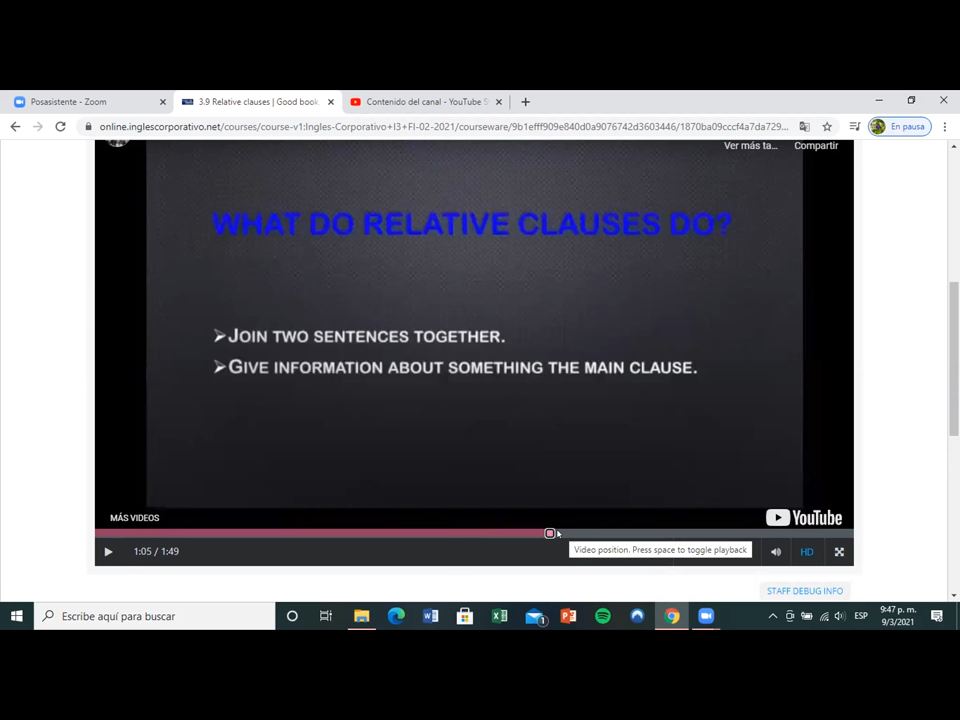 Posasistente - Zoom
3.9 Relative clauses | Good book
Contenido del canal - YouTube S
online.inglescorporativo.net/courses/course-v1:Ingles-Corporativo+I3+FI-02-2021/courseware/9b1efff909e840d0a9076742d3603446/1870ba09cccf4a7da729...
En pausa
Ver más ta...
Compartir
WHAT DO RELATIVE CLAUSES DO?
➢JOIN TWO SENTENCES TOGETHER.
➢GIVE INFORMATION ABOUT SOMETHING THE MAIN CLAUSE.
MÁS VIDEOS
YouTube
1:05 / 1:49
Video position. Press space to toggle playback
HD
STAFF DEBUG INFO
Escribe aquí para buscar
1
ESP
9:47 p. m.
9/3/2021